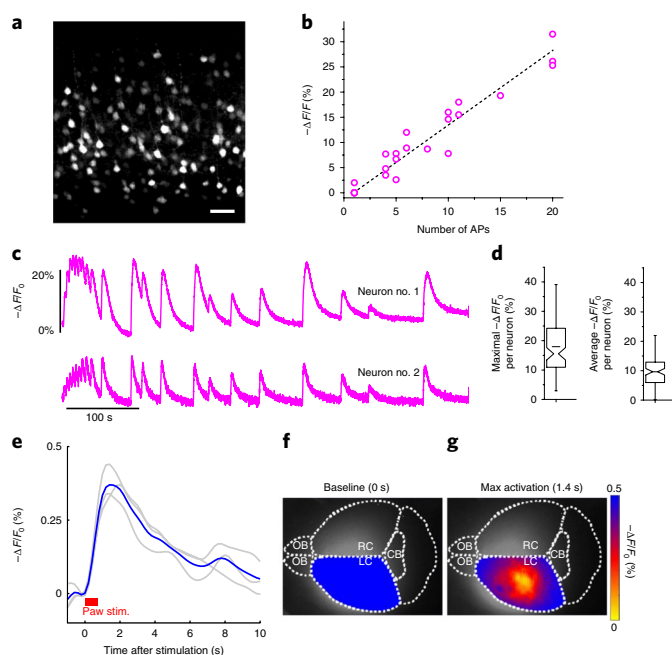 a
b
−ΔF/F (%)
35
30
25
20
15
10
5
0
0
5
10
15
20
Number of APs
c
−ΔF/F₀
20%
0%
Neuron no. 1
Neuron no. 2
100 s
d
Maximal −ΔF/F₀
per neuron (%)
40
30
20
10
0
Average −ΔF/F₀
per neuron (%)
40
30
20
10
0
e
−ΔF/F₀ (%)
0.5
0.25
0
Paw stim.
0
2
4
6
8
10
Time after stimulation (s)
f
Baseline (0 s)
OB
OB
RC
LC
CB
g
Max activation (1.4 s)
OB
OB
RC
LC
CB
0.5
−ΔF/F₀ (%)
0